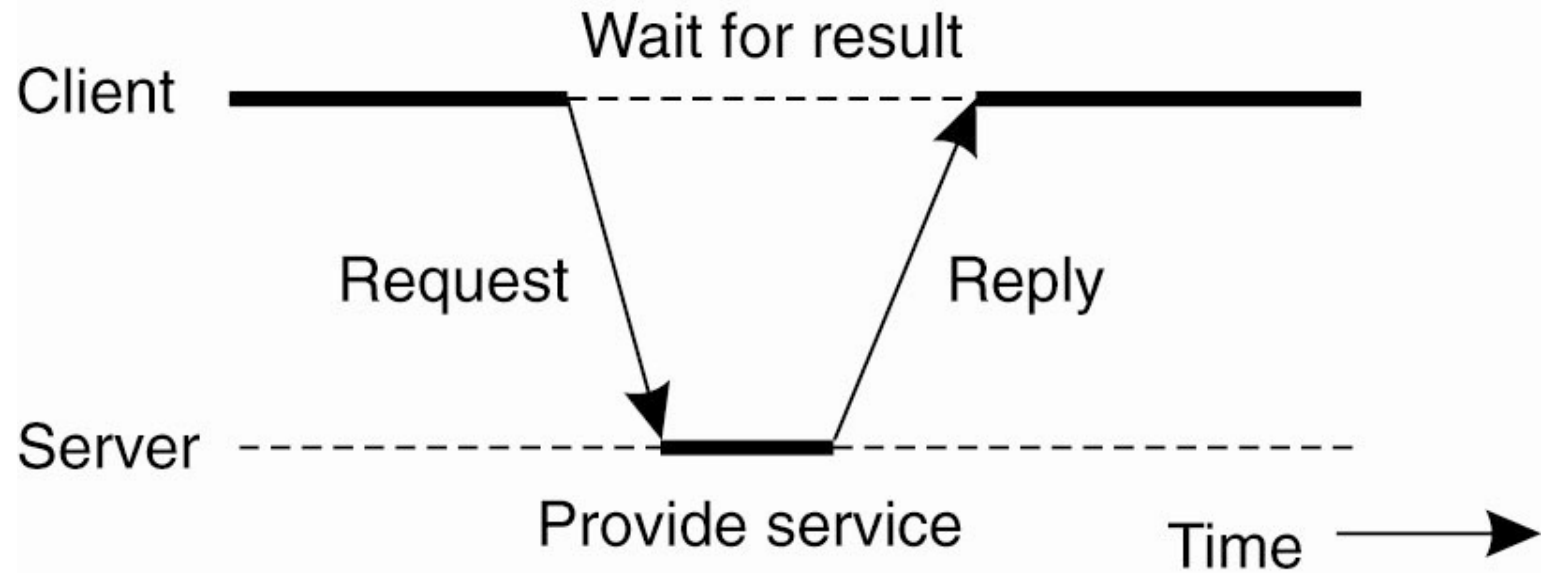 Wait for result
Client
Request
Reply
Server
Provide service
Time